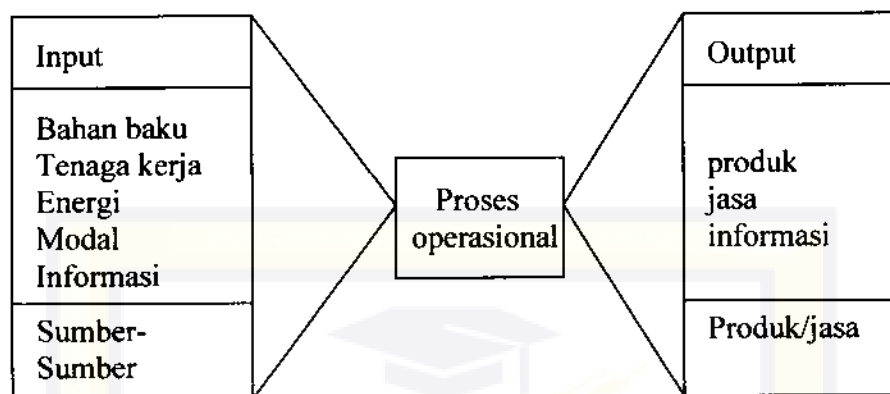 Input
Bahan baku
Tenaga kerja
Energi
Modal
Informasi
Sumber-
Sumber
Proses
operasional
Output
produk
jasa
informasi
Produk/jasa